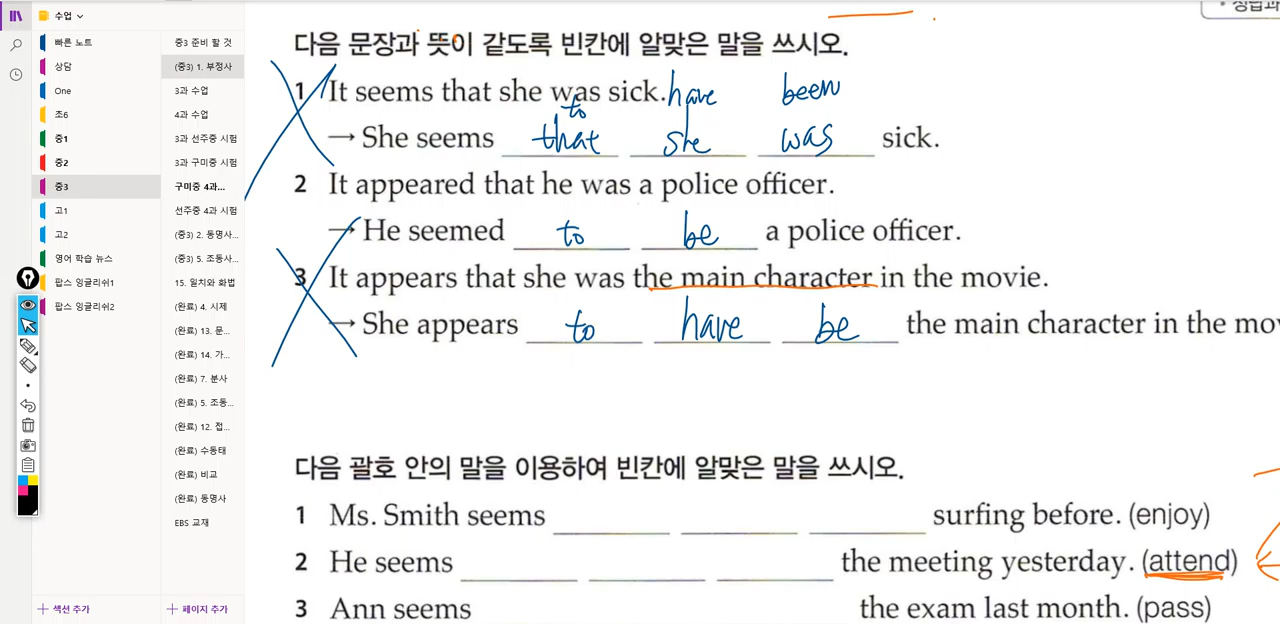 수업
빠른 노트
상담
One
초6
중1
중2
중3
고1
고2
영어 학습 뉴스
팝스 잉글리쉬1
팝스 잉글리쉬2
섹션 추가
중3 준비 할 것
(중3) 1. 부정사
3과 수업
4과 수업
3과 선주중 시험
3과 구미중 시험
구미중 4과...
선주중 4과 시험
(중3) 2. 동명사...
(중3) 5. 조동사...
15. 일치와 화법
(완료) 4. 시제
(완료) 13. 문...
(완료) 14. 가...
(완료) 7. 분사
(완료) 5. 조동...
(완료) 12. 접...
(완료) 수동태
(완료) 비교
(완료) 동명사
EBS 교재
페이지 추가
다음 문장과 뜻이 같도록 빈칸에 알맞은 말을 쓰시오.
1 It seems that she was sick. have been
to
→ She seems that she was sick.
2 It appeared that he was a police officer.
→ He seemed to be a police officer.
3 It appears that she was the main character in the movie.
→ She appears to have be the main character in the mo
다음 괄호 안의 말을 이용하여 빈칸에 알맞은 말을 쓰시오.
1 Ms. Smith seems surfing before. (enjoy)
2 He seems the meeting yesterday. (attend)
3 Ann seems the exam last month. (pass)